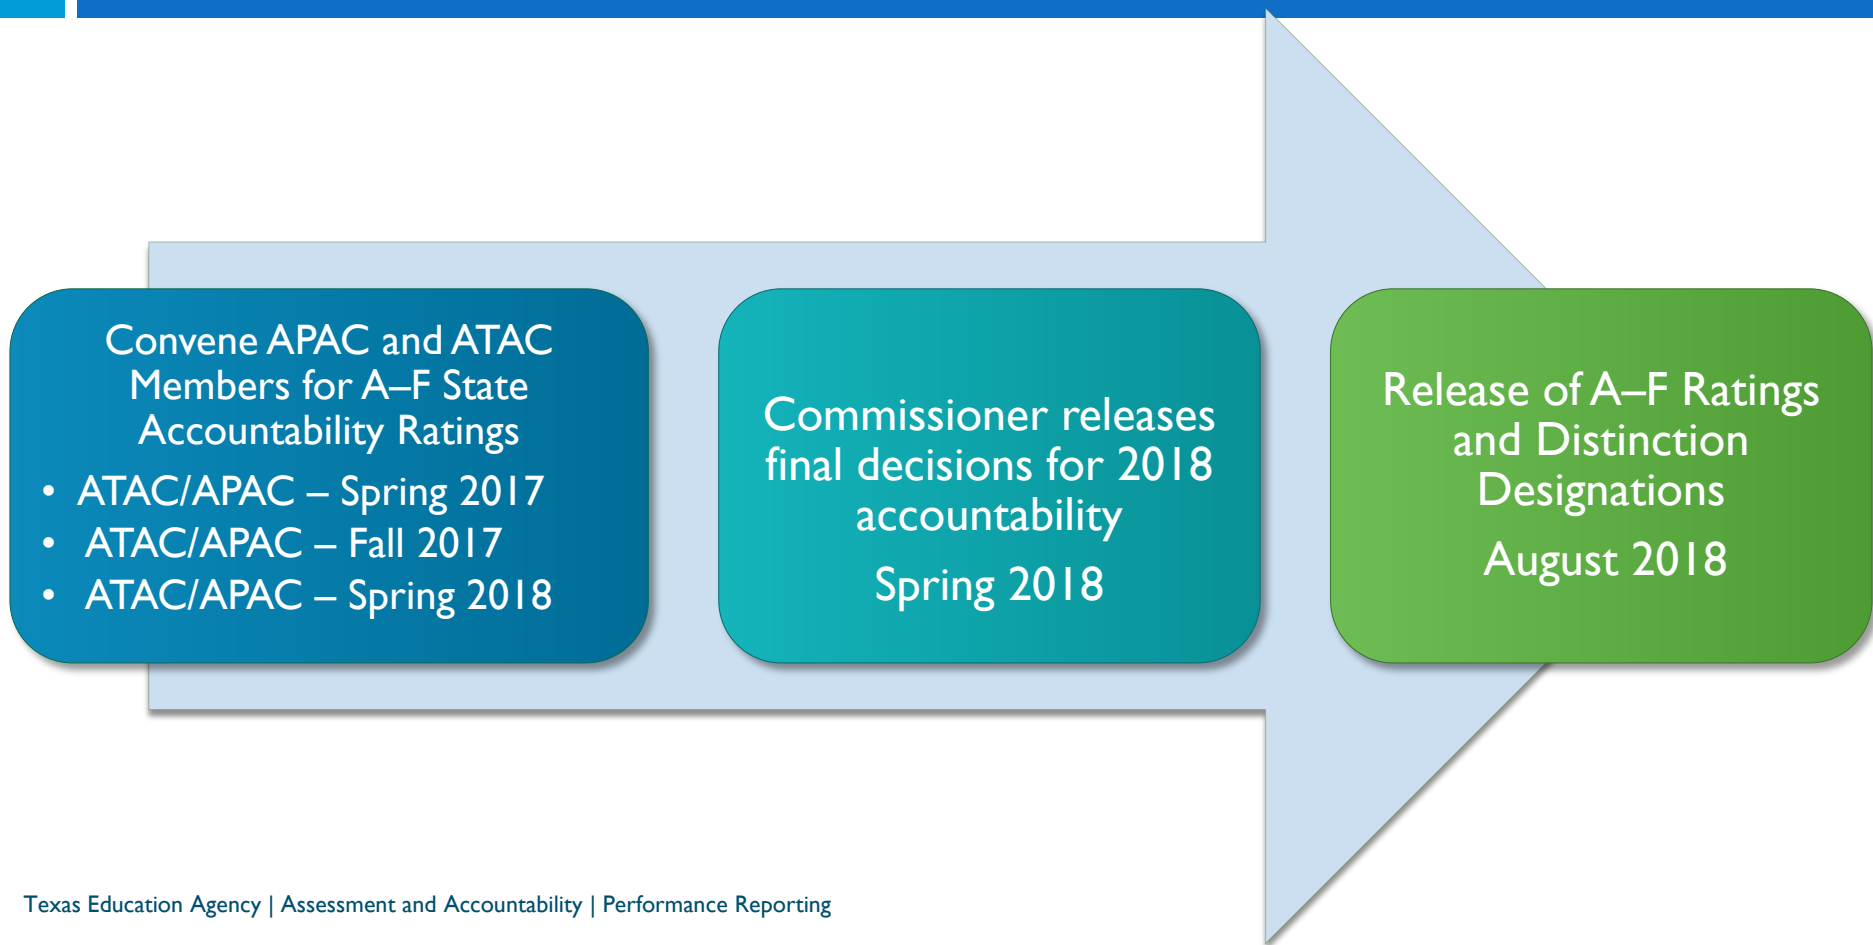 Convene APAC and ATAC
Members for A–F State
Accountability Ratings
• ATAC/APAC – Spring 2017
• ATAC/APAC – Fall 2017
• ATAC/APAC – Spring 2018
Commissioner releases
final decisions for 2018
accountability
Spring 2018
Release of A–F Ratings
and Distinction
Designations
August 2018
Texas Education Agency | Assessment and Accountability | Performance Reporting